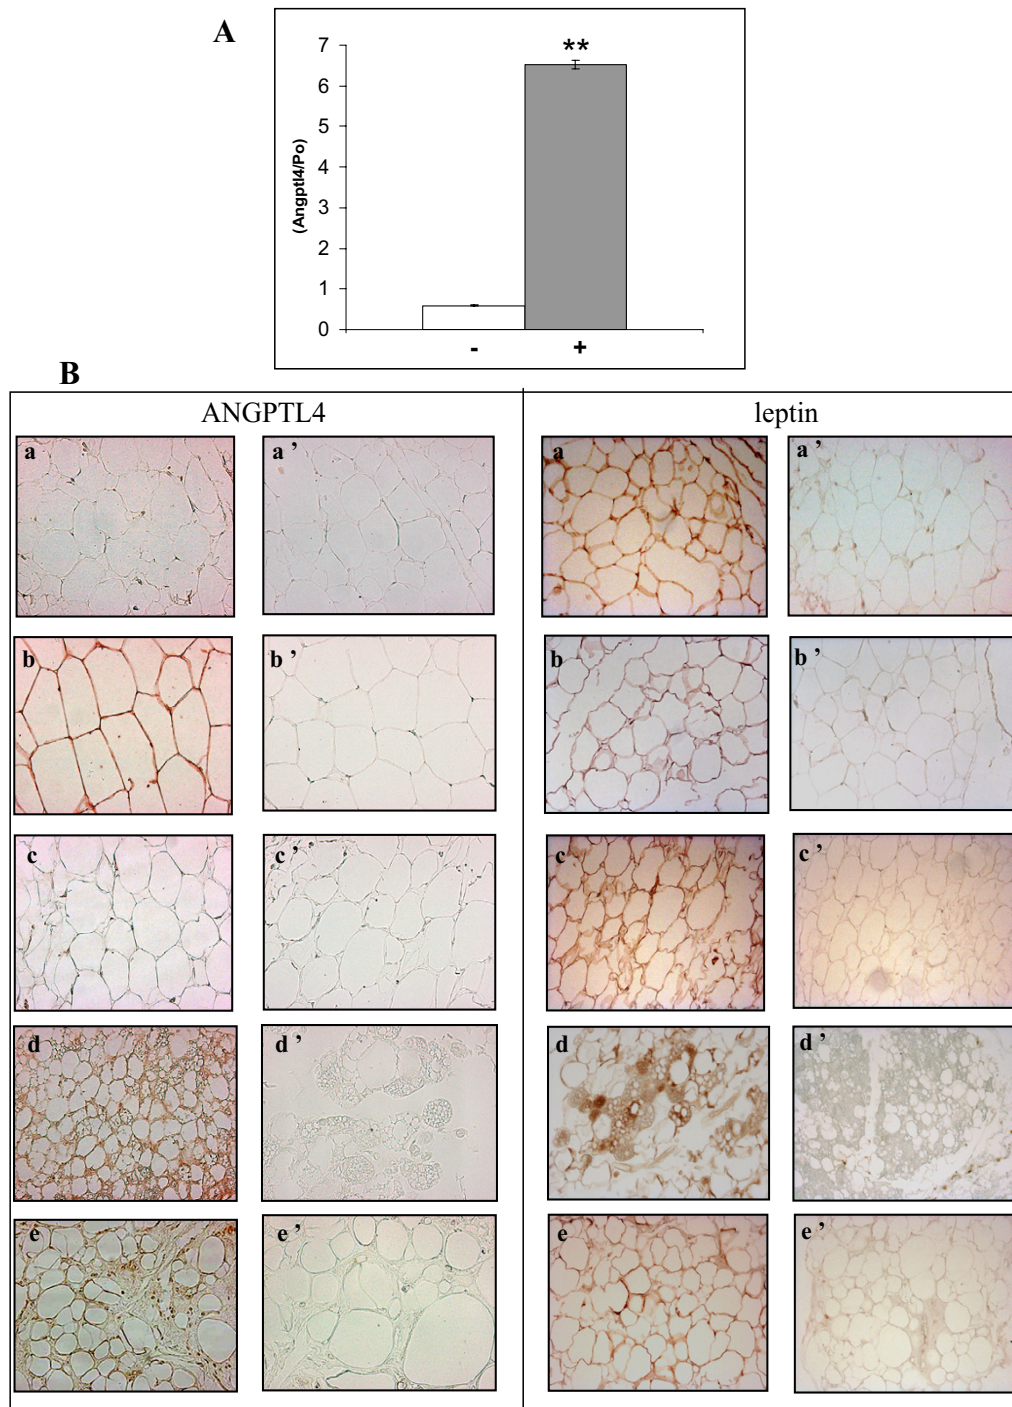 A
**
7
6
5
4
3
2
1
0
(Angptl4/Po)
- +
B
ANGPTL4 leptin
a a ’ a a ’
b b ’ b b ’
c c ’ c c ’
d d ’ d d ’
e e ’ e e ’